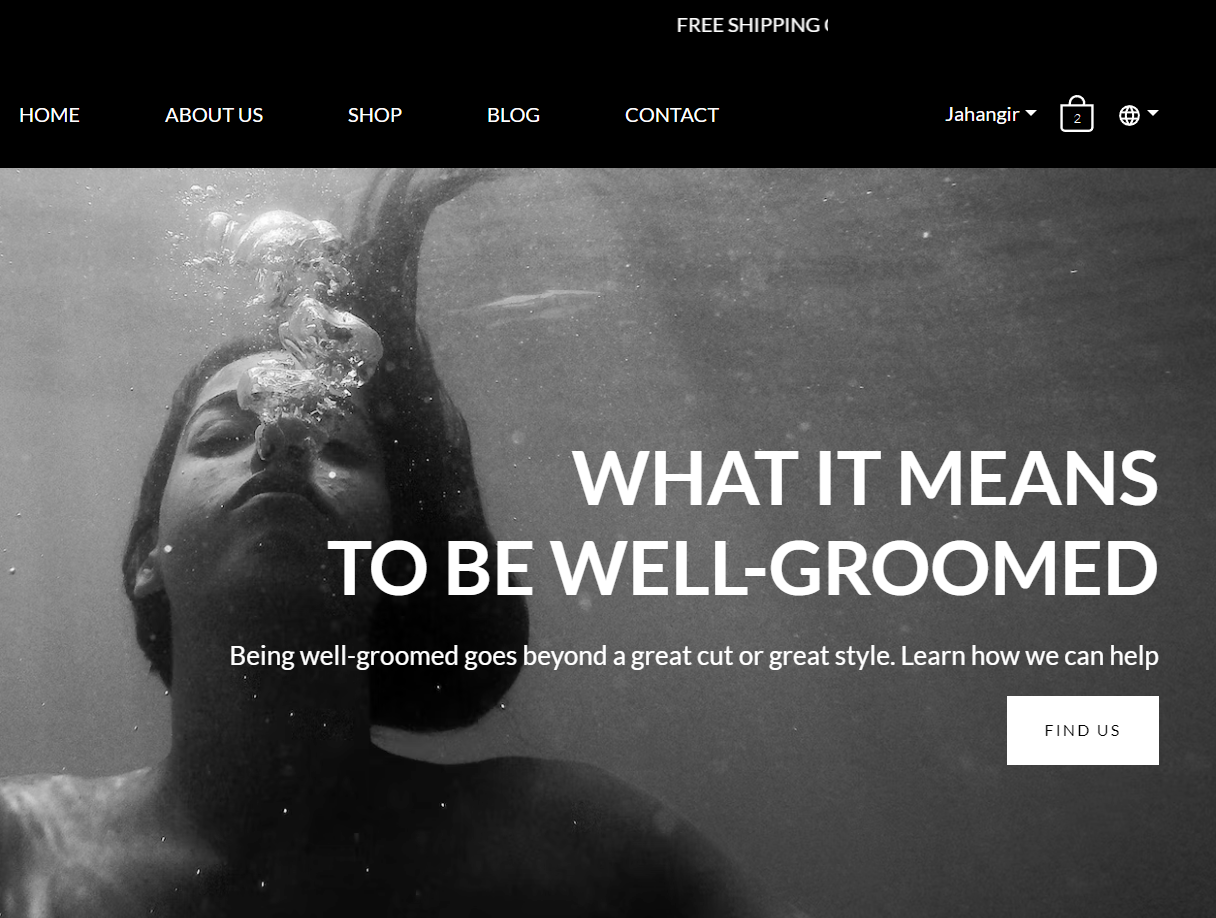 FREE SHIPPING
HOME ABOUT US SHOP BLOG CONTACT Jahangir 2
WHAT IT MEANS
TO BE WELL-GROOMED
Being well-groomed goes beyond a great cut or great style. Learn how we can help
FIND US